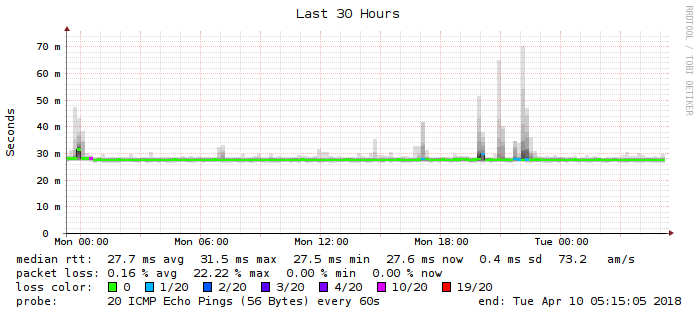 Last 30 Hours
RRDTOOL / TOBI OETIKER
Seconds
70 m
60 m
50 m
40 m
30 m
20 m
10 m
0
Mon 00:00 Mon 06:00 Mon 12:00 Mon 18:00 Tue 00:00
median rtt: 27.7 ms avg 31.5 ms max 27.5 ms min 27.6 ms now 0.4 ms sd 73.2 am/s
packet loss: 0.16 % avg 22.22 % max 0.00 % min 0.00 % now
loss color: 0 1/20 2/20 3/20 4/20 10/20 19/20
probe: 20 ICMP Echo Pings (56 Bytes) every 60s end: Tue Apr 10 05:15:05 2018